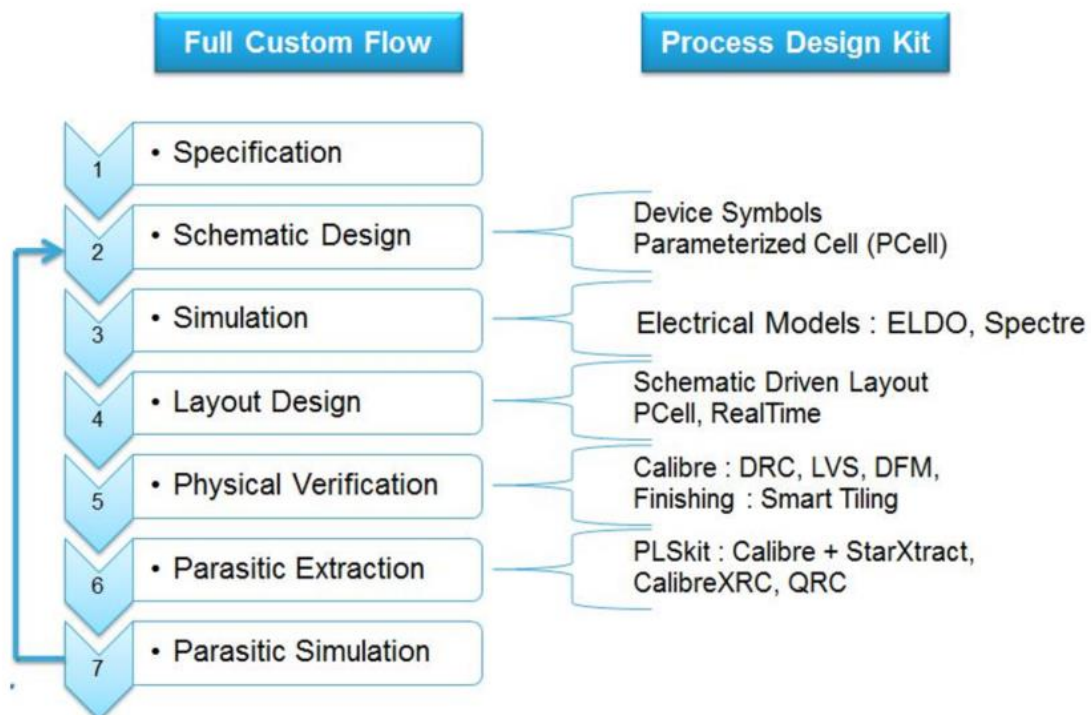 Full Custom Flow
Process Design Kit
1
• Specification
2
• Schematic Design
Device Symbols
Parameterized Cell (PCell)
3
• Simulation
Electrical Models : ELDO, Spectre
4
• Layout Design
Schematic Driven Layout
PCell, RealTime
5
• Physical Verification
Calibre : DRC, LVS, DFM,
Finishing : Smart Tiling
6
• Parasitic Extraction
PLSkit : Calibre + StarXtract,
CalibreXRC, QRC
7
• Parasitic Simulation